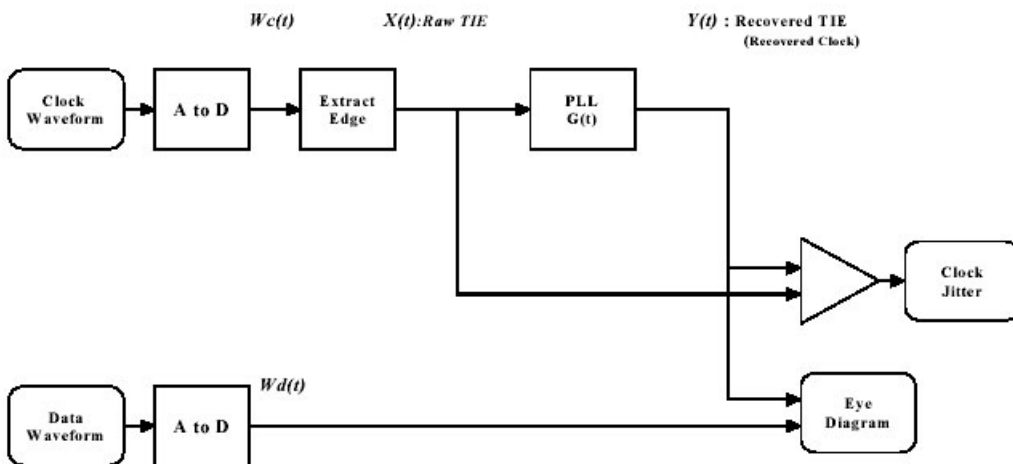 Wc(t) X(t):Raw TIE Y(t) : Recovered TIE
(Recovered Clock)
Clock
Waveform
A to D
Extract
Edge
PLL
G(t)
Clock
Jitter
Wd(t)
Data
Waveform
A to D
Eye
Diagram